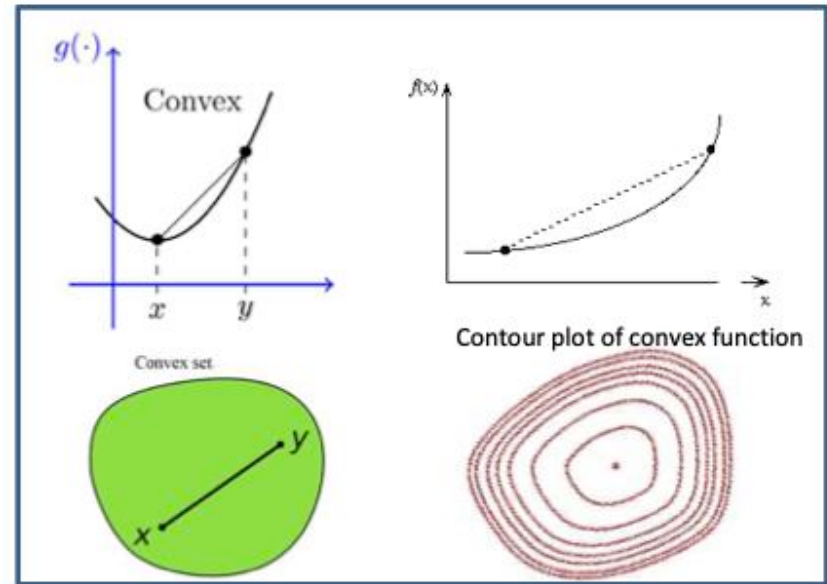 g(·)
Convex
x
y
f(x)
x
Convex set
x
y
Contour plot of convex function